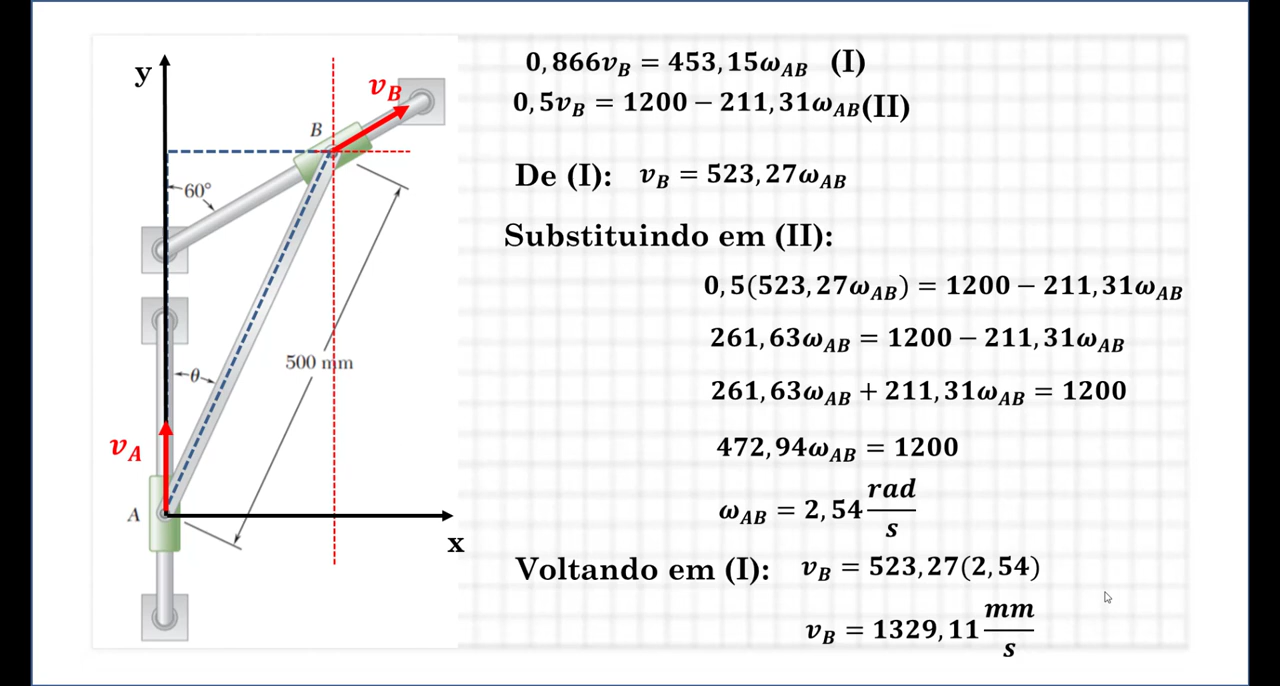 y
v_B
B
60°
θ
500 mm
v_A
A
x
0,866v_B = 453,15ω_AB (I)
0,5v_B = 1200 − 211,31ω_AB(II)
De (I): v_B = 523,27ω_AB
Substituindo em (II):
0,5(523,27ω_AB) = 1200 − 211,31ω_AB
261,63ω_AB = 1200 − 211,31ω_AB
261,63ω_AB + 211,31ω_AB = 1200
472,94ω_AB = 1200
ω_AB = 2,54 rad/s
Voltando em (I): v_B = 523,27(2,54)
v_B = 1329,11 mm/s